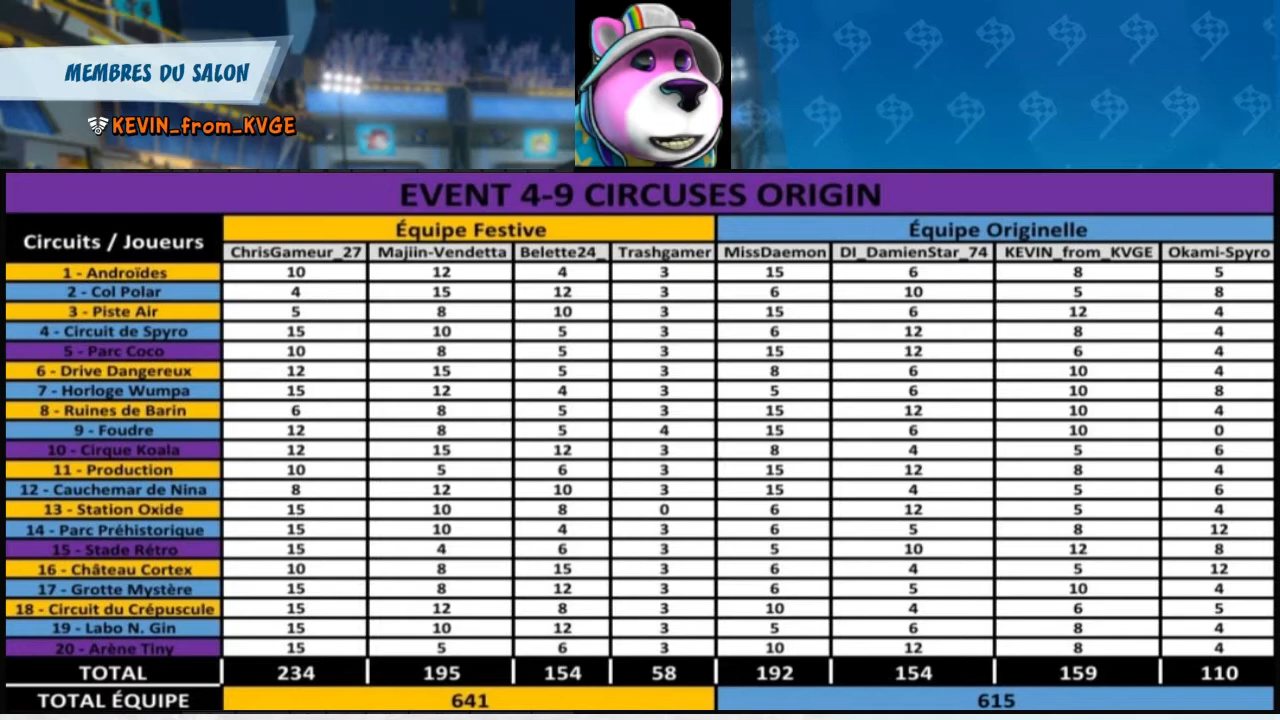 MEMBRES DU SALON
KEVIN_from_KVGE
EVENT 4-9 CIRCUSES ORIGIN
Circuits / Joueurs Équipe Festive Équipe Originelle
ChrisGameur_27 Majiin-Vendetta Belette24_ Trashgamer MissDaemon DI_DamienStar_74 KEVIN_from_KVGE Okami-Spyro
1 - Androïdes 10 12 4 3 15 6 8 5
2 - Col Polar 4 15 12 3 6 10 5 8
3 - Piste Air 5 8 10 3 15 6 12 4
4 - Circuit de Spyro 15 10 5 3 6 12 8 4
5 - Parc Coco 10 8 5 3 15 12 6 4
6 - Drive Dangereux 12 15 5 3 8 6 10 4
7 - Horloge Wumpa 15 12 4 3 5 6 10 8
8 - Ruines de Barin 6 8 5 3 15 12 10 4
9 - Foudre 12 8 5 4 15 6 10 0
10 - Cirque Koala 12 15 12 3 8 4 5 6
11 - Production 10 5 6 3 15 12 8 4
12 - Cauchemar de Nina 8 12 10 3 15 4 5 6
13 - Station Oxide 15 10 8 0 6 12 5 4
14 - Parc Préhistorique 15 10 4 3 6 5 8 12
15 - Stade Rétro 15 4 6 3 5 10 12 8
16 - Château Cortex 10 8 15 3 6 4 5 12
17 - Grotte Mystère 15 8 12 3 6 5 10 4
18 - Circuit du Crépuscule 15 12 8 3 10 4 6 5
19 - Labo N. Gin 15 10 12 3 5 6 8 4
20 - Arène Tiny 15 5 6 3 10 12 8 4
TOTAL 234 195 154 58 192 154 159 110
TOTAL ÉQUIPE 641 615